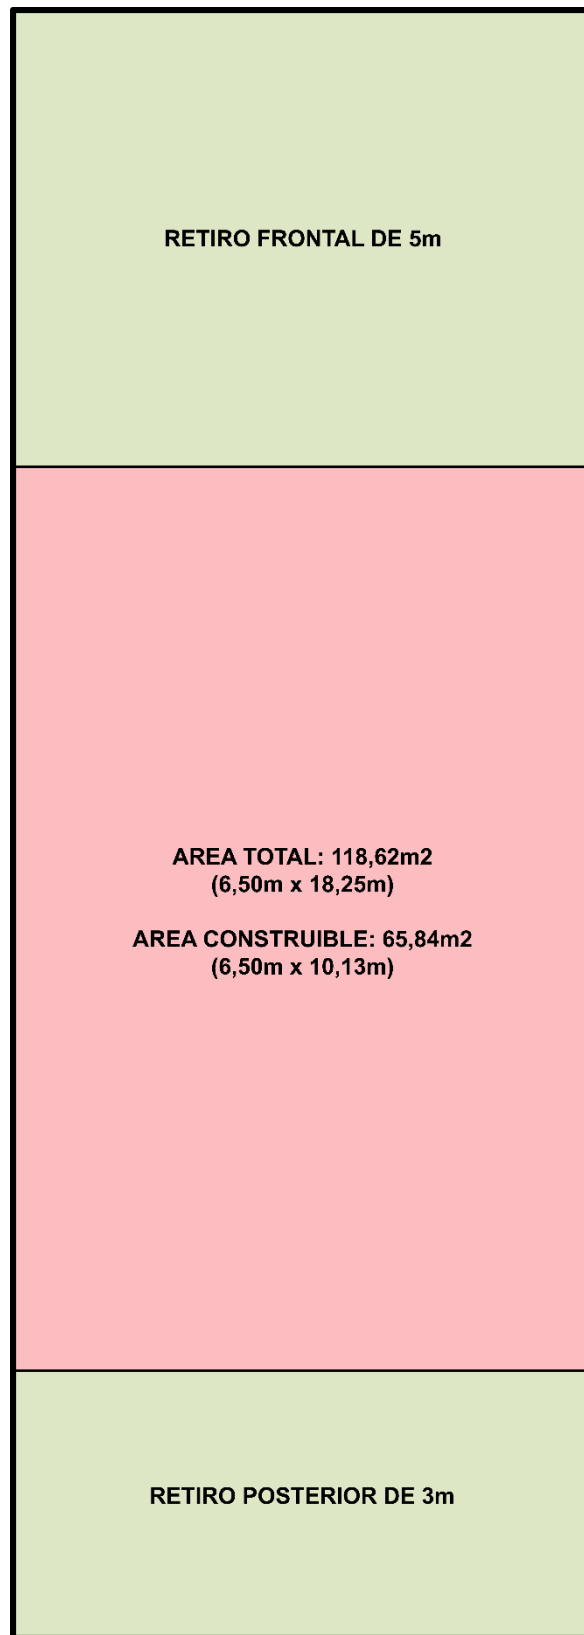 RETIRO FRONTAL DE 5m
AREA TOTAL: 118,62m2
(6,50m x 18,25m)
AREA CONSTRUIBLE: 65,84m2
(6,50m x 10,13m)
RETIRO POSTERIOR DE 3m